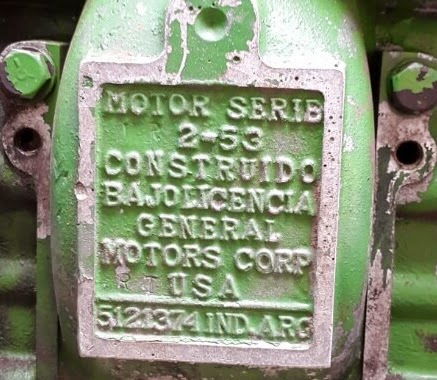 MOTOR SERIE
2-53
CONSTRUIDO
BAJO LICENCIA
GENERAL
MOTORS CORP
USA
5121374 IND. ARG